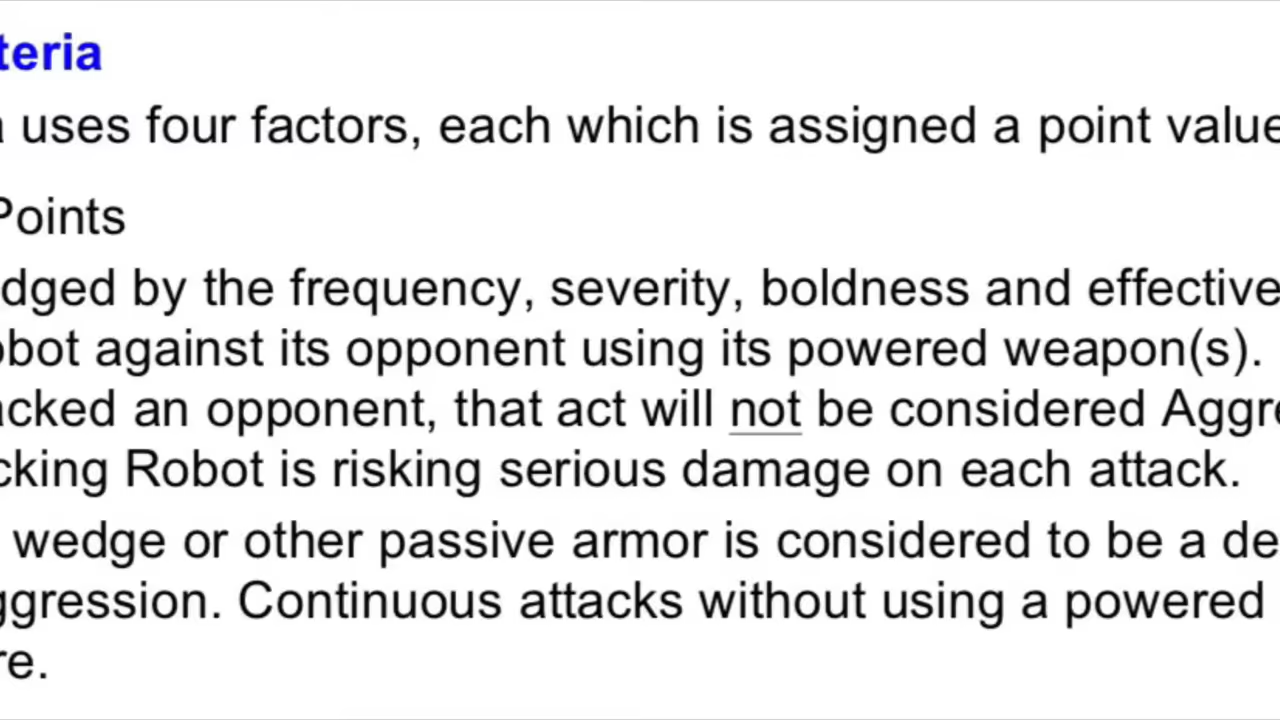 teria
uses four factors, each which is assigned a point value
Points
dged by the frequency, severity, boldness and effective
obot against its opponent using its powered weapon(s).
acked an opponent, that act will not be considered Aggre
cking Robot is risking serious damage on each attack.
wedge or other passive armor is considered to be a de
ggression. Continuous attacks without using a powered
re.